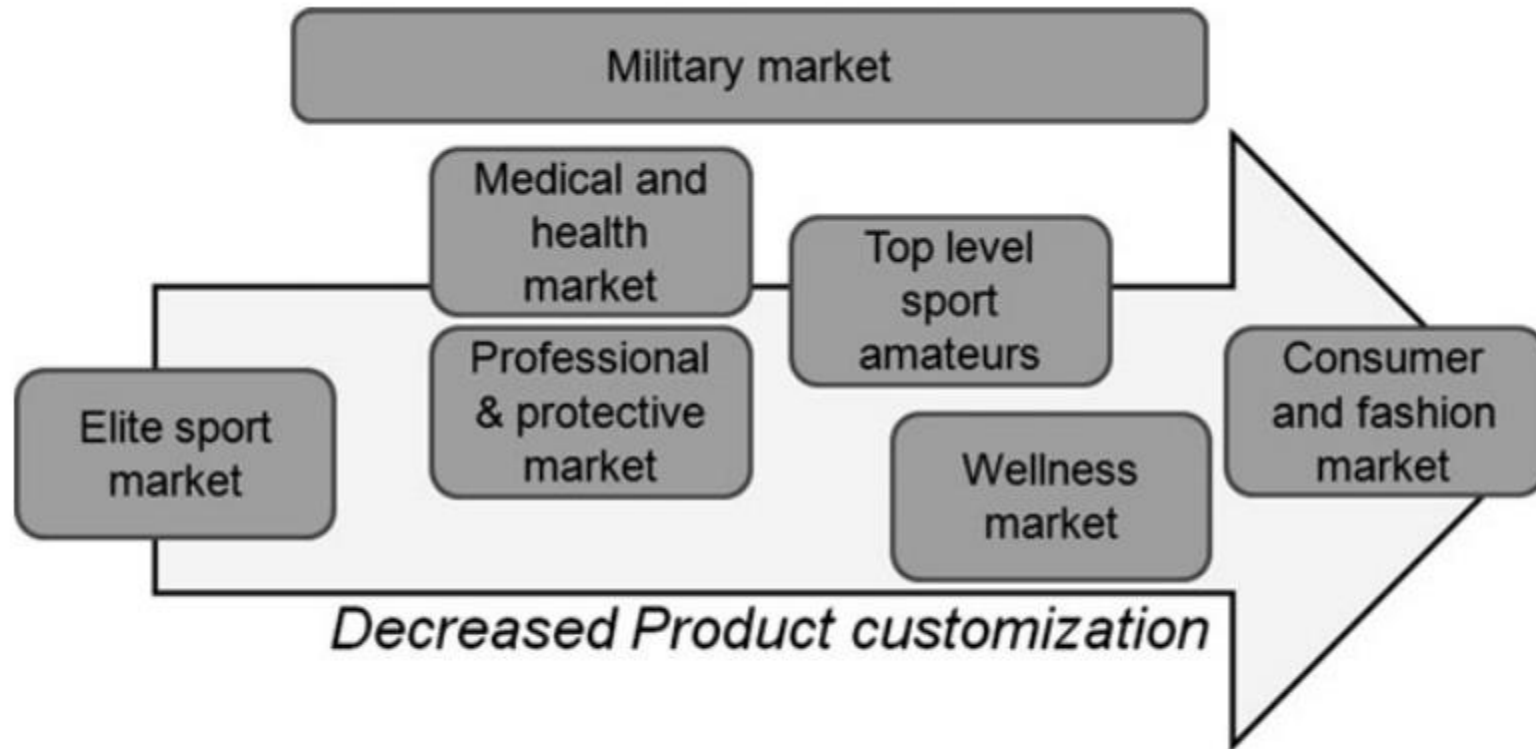 Military market
Medical and
health
market
Top level
sport
amateurs
Professional
& protective
market
Consumer
and fashion
market
Elite sport
market
Wellness
market
Decreased Product customization